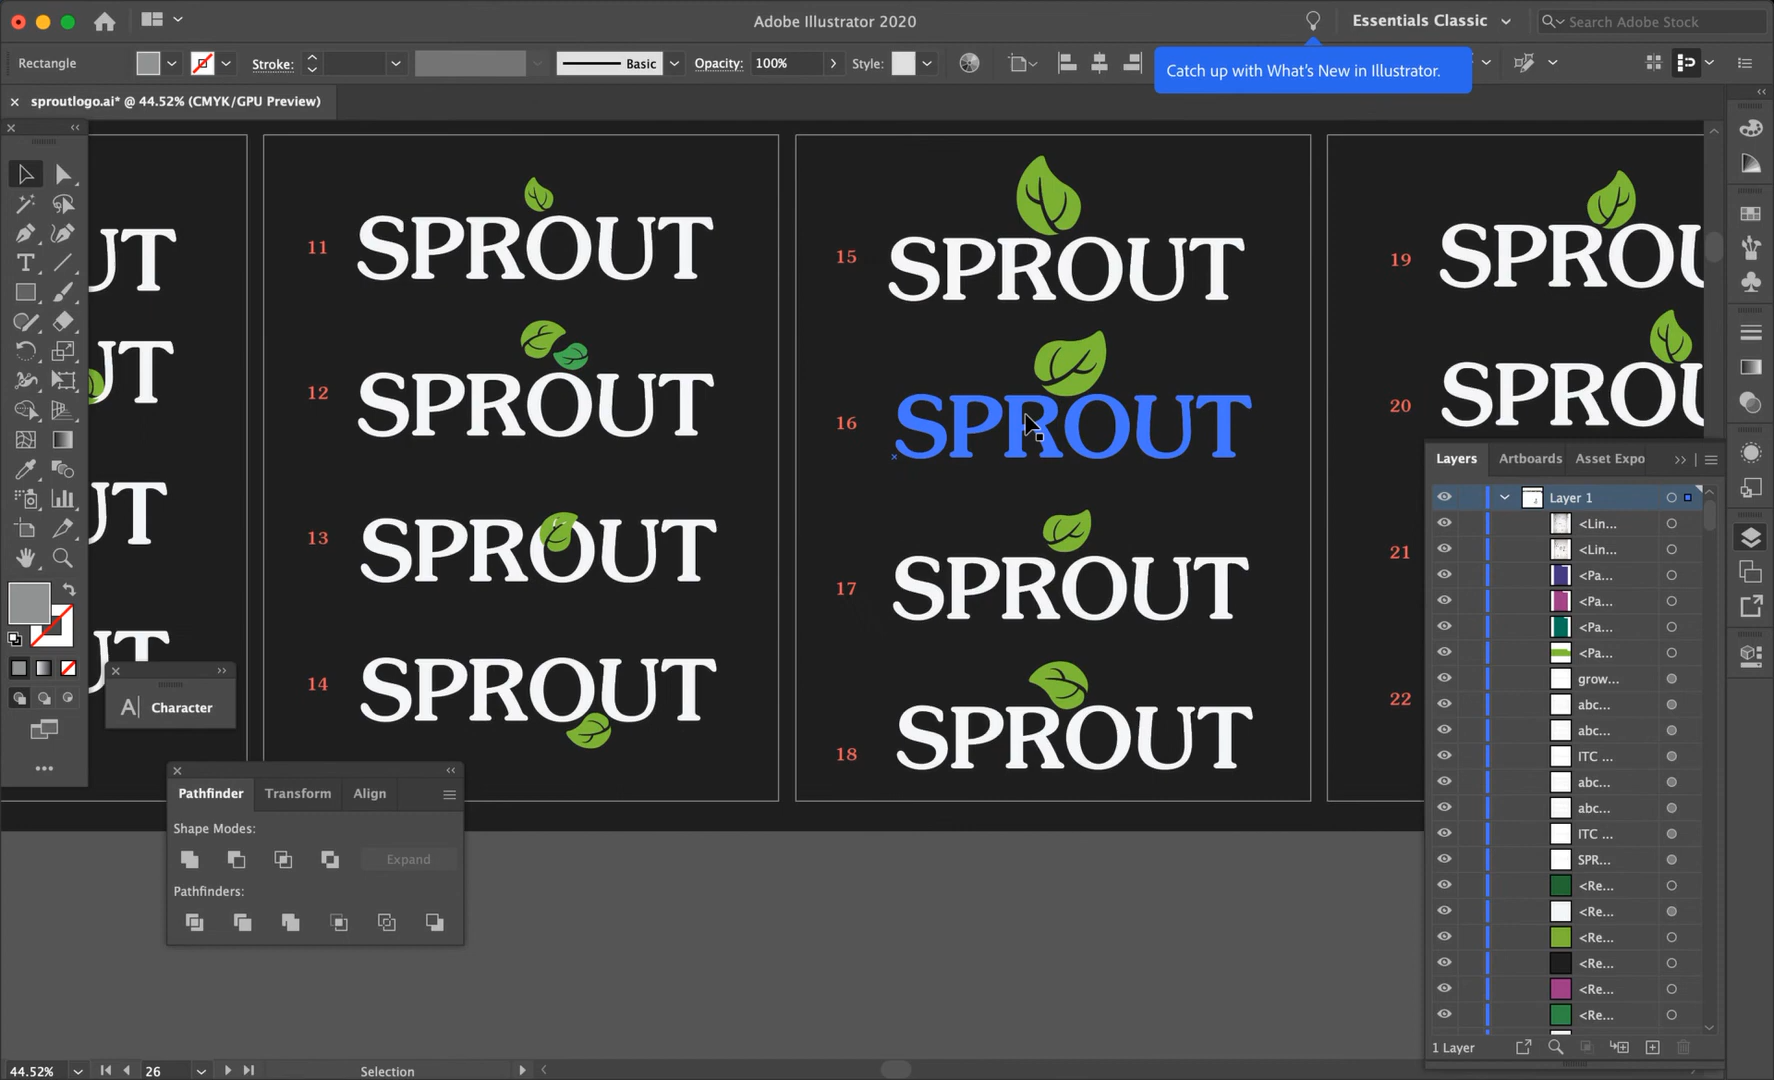 Adobe Illustrator 2020
Essentials Classic
Search Adobe Stock
Rectangle
Stroke:
Basic
Opacity:
100%
Style:
Catch up with What's New in Illustrator.
sproutlogo.ai* @ 44.52% (CMYK/GPU Preview)
UT
UT
UT
UT
11
SPROUT
12
SPROUT
13
SPROUT
14
SPROUT
15
SPROUT
16
SPROUT
17
SPROUT
18
SPROUT
19
SPROU
20
SPROU
21
22
A| Character
Pathfinder
Transform
Align
Shape Modes:
Expand
Pathfinders:
Layers
Artboards
Asset Expo
Layer 1
<Lin...
<Lin...
<Pa...
<Pa...
<Pa...
<Pa...
grow...
abc...
abc...
ITC ...
abc...
abc...
ITC ...
SPR...
<Re...
<Re...
<Re...
<Re...
<Re...
<Re...
1 Layer
44.52%
26
Selection